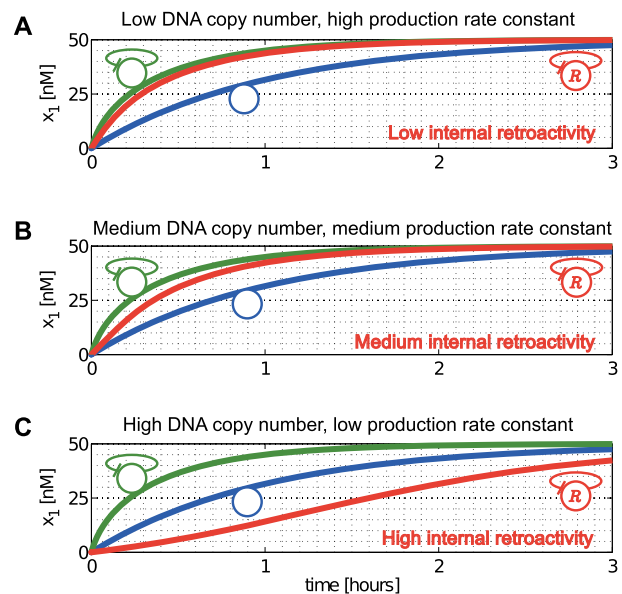 A
Low DNA copy number, high production rate constant
50
25
0
x1 [nM]
R
Low internal retroactivity
0 1 2 3
B
Medium DNA copy number, medium production rate constant
50
25
0
x1 [nM]
R
Medium internal retroactivity
0 1 2 3
C
High DNA copy number, low production rate constant
50
25
0
x1 [nM]
R
High internal retroactivity
0 1 2 3
time [hours]